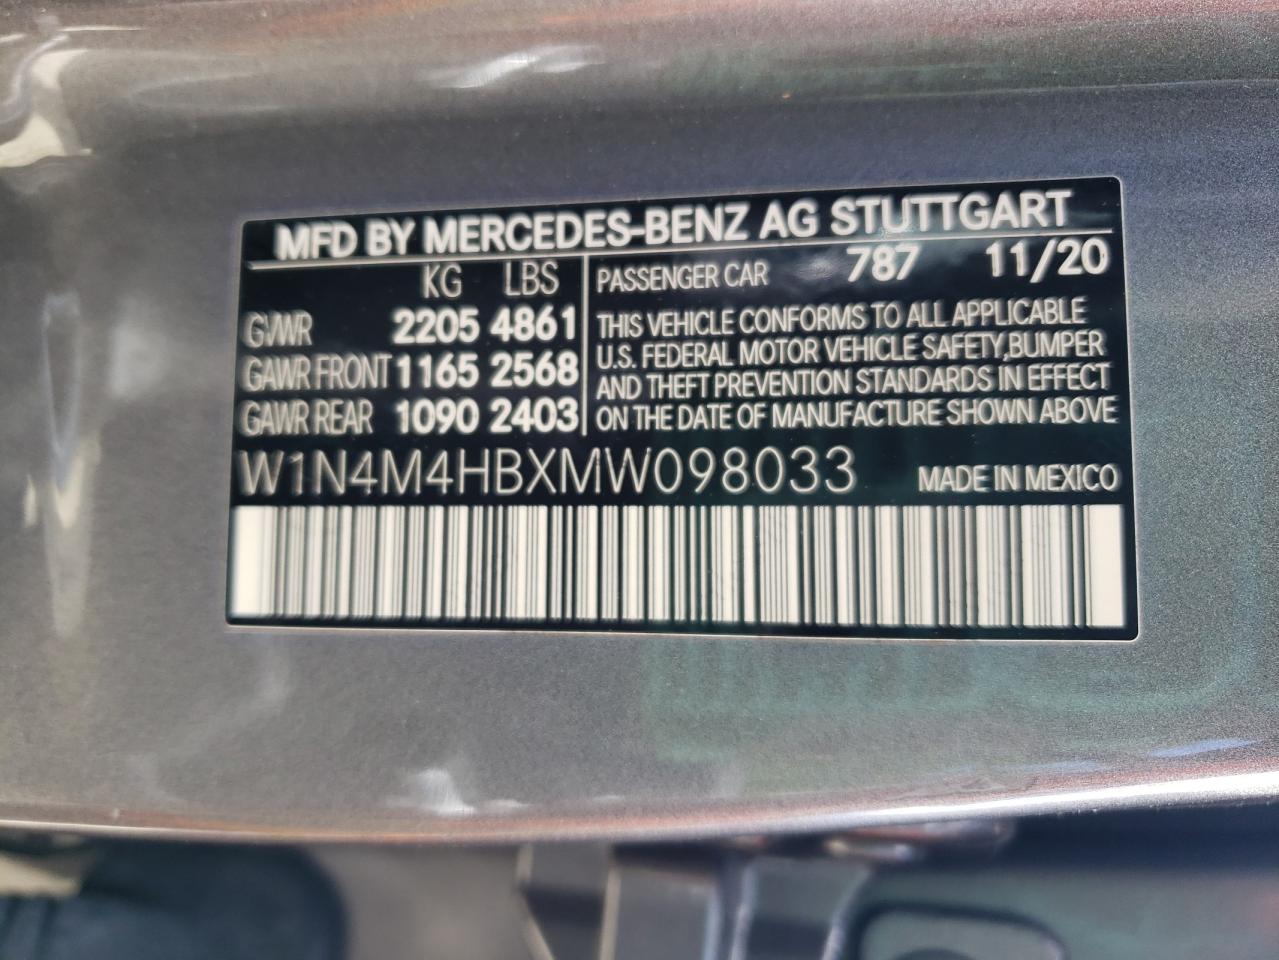 MFD BY MERCEDES-BENZ AG STUTTGART
KG LBS
GVWR 2205 4861
GAWR FRONT 1165 2568
GAWR REAR 1090 2403
PASSENGER CAR 787 11/20
THIS VEHICLE CONFORMS TO ALL APPLICABLE
U.S. FEDERAL MOTOR VEHICLE SAFETY,BUMPER
AND THEFT PREVENTION STANDARDS IN EFFECT
ON THE DATE OF MANUFACTURE SHOWN ABOVE
W1N4M4HBXMW098033 MADE IN MEXICO